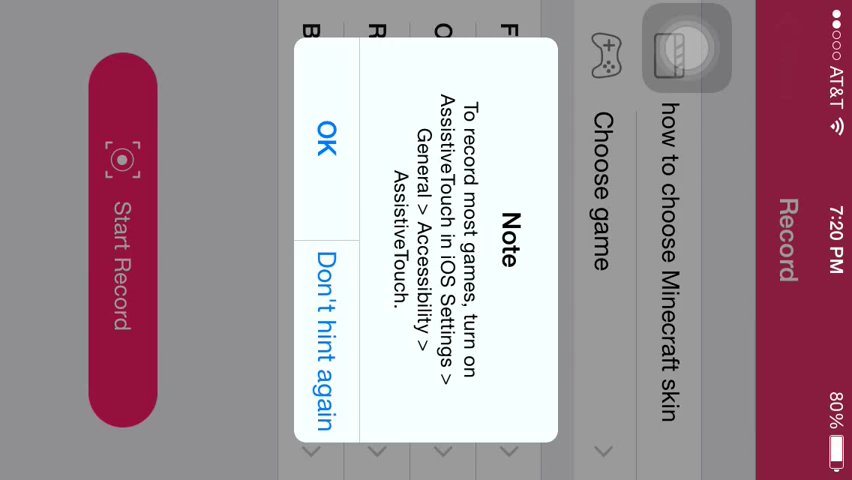 ●●○○○ AT&T 7:20 PM 80%
Record
how to choose Minecraft skin
Choose game
F
O
R
B
Note
To record most games, turn on
AssistiveTouch in iOS Settings >
General > Accessibility >
AssistiveTouch.
OK Don't hint again
Start Record